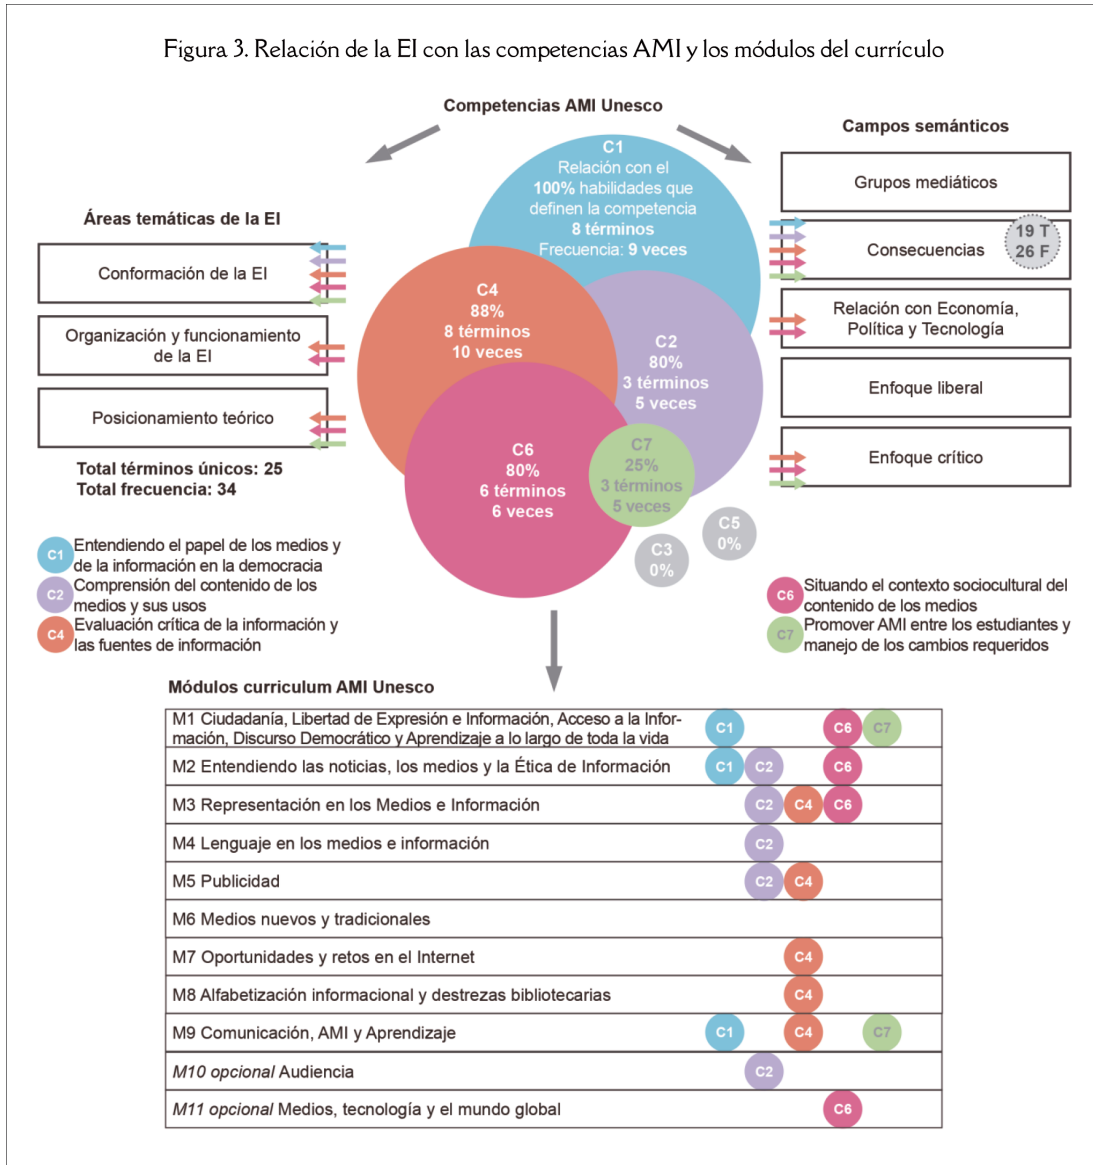 Figura 3. Relación de la EI con las competencias AMI y los módulos del currículo
Competencias AMI Unesco
Áreas temáticas de la EI
Conformación de la EI
Organización y funcionamiento
de la EI
Posicionamiento teórico
Total términos únicos: 25
Total frecuencia: 34
C1
Relación con el
100% habilidades que
definen la competencia
8 términos
Frecuencia: 9 veces
C4
88%
8 términos
10 veces
C2
80%
3 términos
5 veces
C6
80%
6 términos
6 veces
C7
25%
3 términos
5 veces
C3
0%
C5
0%
Campos semánticos
Grupos mediáticos
Consecuencias
19 T
26 F
Relación con Economía,
Política y Tecnología
Enfoque liberal
Enfoque crítico
C1 Entendiendo el papel de los medios y
de la información en la democracia
C2 Comprensión del contenido de los
medios y sus usos
C4 Evaluación crítica de la información y
las fuentes de información
C6 Situando el contexto sociocultural del
contenido de los medios
C7 Promover AMI entre los estudiantes y
manejo de los cambios requeridos
Módulos curriculum AMI Unesco
M1 Ciudadanía, Libertad de Expresión e Información, Acceso a la Infor-
mación, Discurso Democrático y Aprendizaje a lo largo de toda la vida C1 C6 C7
M2 Entendiendo las noticias, los medios y la Ética de Información C1 C2 C6
M3 Representación en los Medios e Información C2 C4 C6
M4 Lenguaje en los medios e información C2
M5 Publicidad C2 C4
M6 Medios nuevos y tradicionales
M7 Oportunidades y retos en el Internet C4
M8 Alfabetización informacional y destrezas bibliotecarias C4
M9 Comunicación, AMI y Aprendizaje C1 C4 C7
M10 opcional Audiencia C2
M11 opcional Medios, tecnología y el mundo global C6